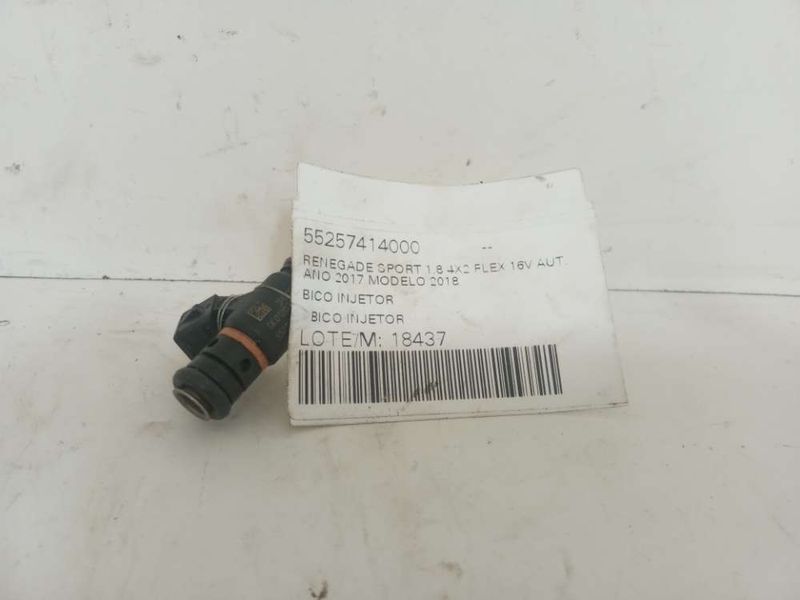 55257414000 --
RENEGADE SPORT 1.8 4X2 FLEX 16V AUT.
ANO 2017 MODELO 2018
BICO INJETOR
BICO INJETOR
LOTE/M: 18437